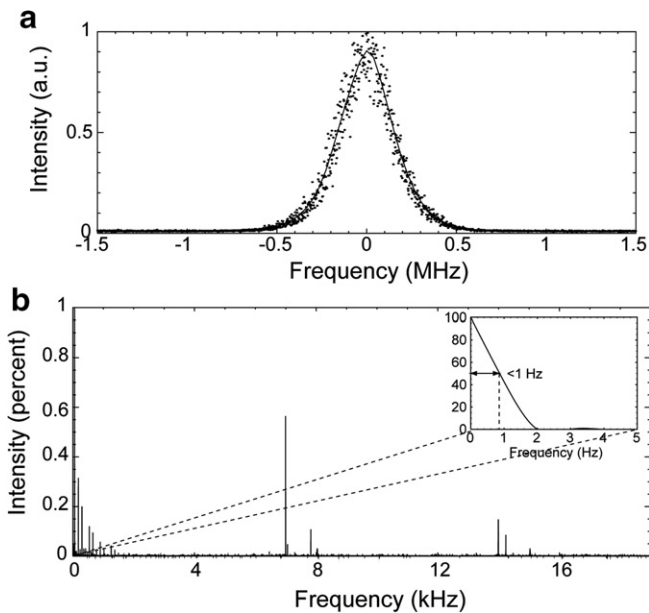 a
1
0.5
0
Intensity (a.u.)
-1.5 -1 -0.5 0 0.5 1 1.5
Frequency (MHz)
b
1
0.8
0.6
0.4
0.2
0
Intensity (percent)
0 4 8 12 16
Frequency (kHz)
100
80
60
40
20
0
<1 Hz
0 1 2 3 4 5
Frequency (Hz)